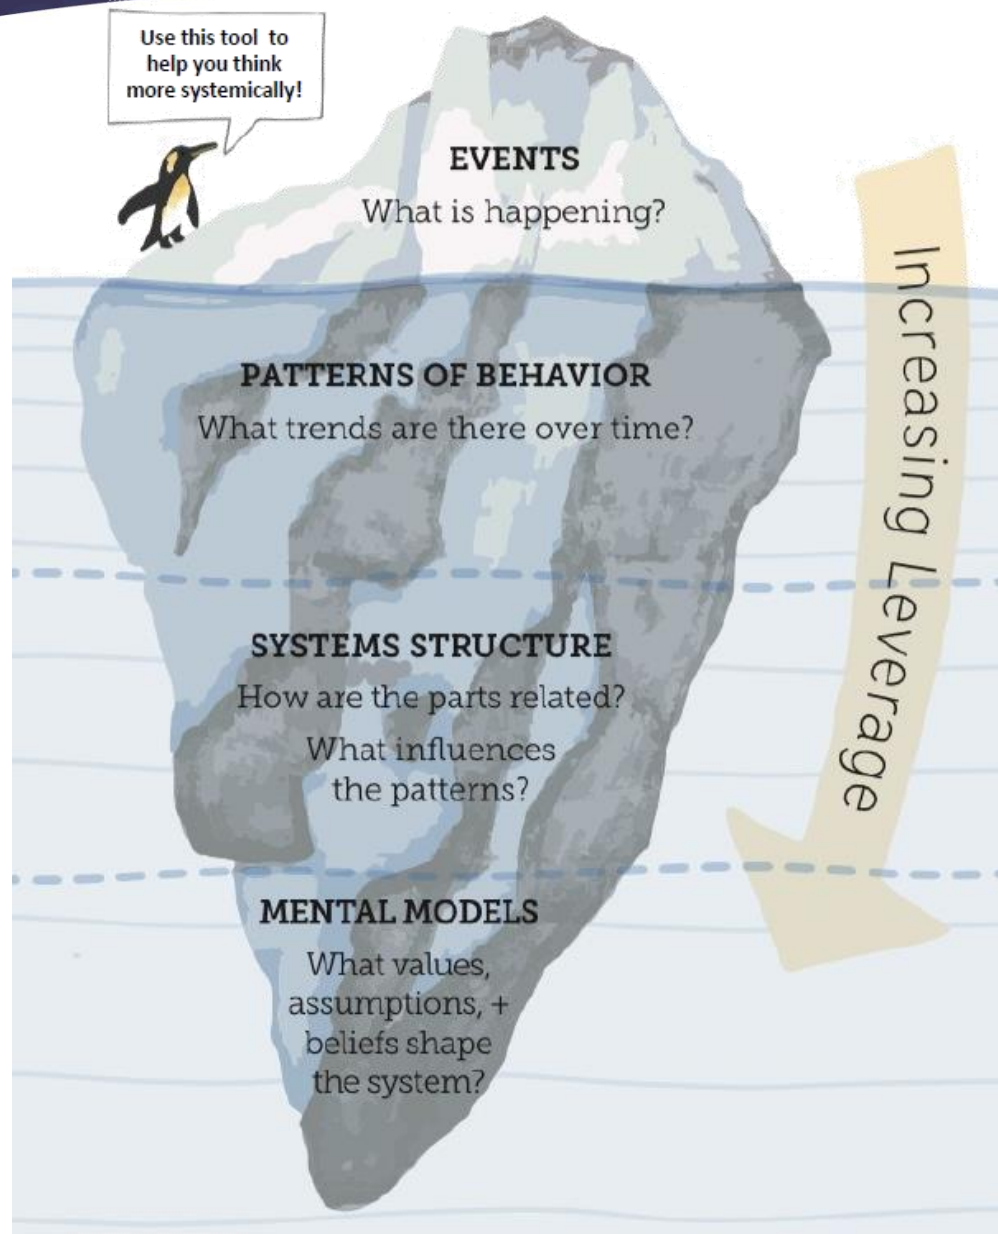 Use this tool to
help you think
more systemically!
EVENTS
What is happening?
PATTERNS OF BEHAVIOR
What trends are there over time?
SYSTEMS STRUCTURE
How are the parts related?
What influences
the patterns?
MENTAL MODELS
What values,
assumptions, +
beliefs shape
the system?
Increasing Leverage